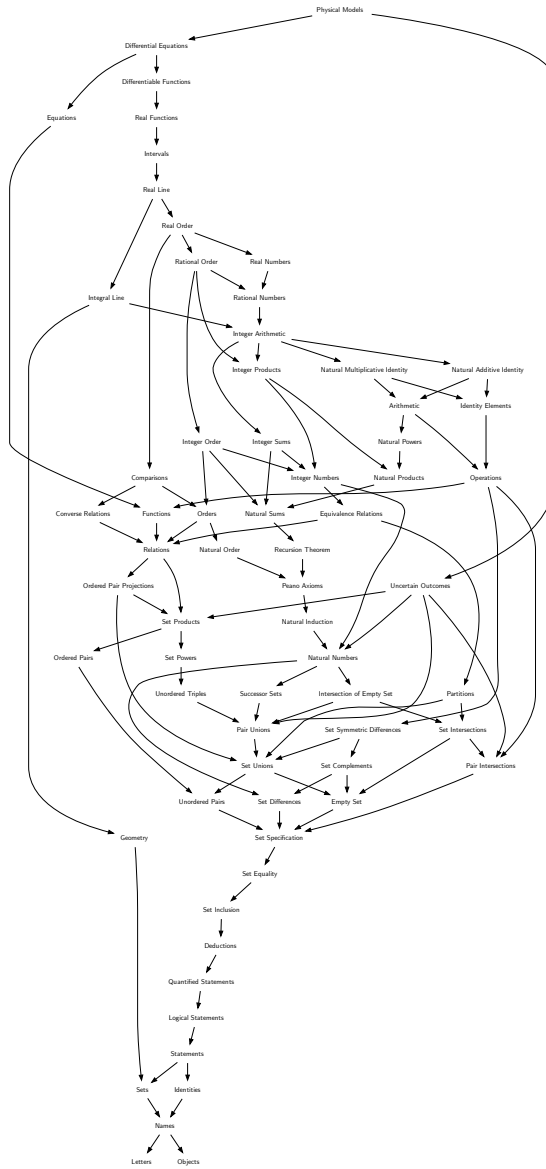 Physical Models
Differential Equations
Differentiable Functions
Equations
Real Functions
Intervals
Real Line
Real Order
Rational Order
Real Numbers
Integral Line
Rational Numbers
Integer Arithmetic
Integer Products
Natural Multiplicative Identity
Natural Additive Identity
Arithmetic
Identity Elements
Integer Order
Integer Sums
Natural Powers
Comparisons
Integer Numbers
Natural Products
Operations
Converse Relations
Functions
Orders
Natural Sums
Equivalence Relations
Relations
Natural Order
Recursion Theorem
Ordered Pair Projections
Peano Axioms
Uncertain Outcomes
Set Products
Natural Induction
Ordered Pairs
Set Powers
Natural Numbers
Unordered Triples
Successor Sets
Intersection of Empty Set
Partitions
Pair Unions
Set Symmetric Differences
Set Intersections
Set Unions
Set Complements
Pair Intersections
Unordered Pairs
Set Differences
Empty Set
Geometry
Set Specification
Set Equality
Set Inclusion
Deductions
Quantified Statements
Logical Statements
Statements
Sets
Identities
Names
Letters
Objects